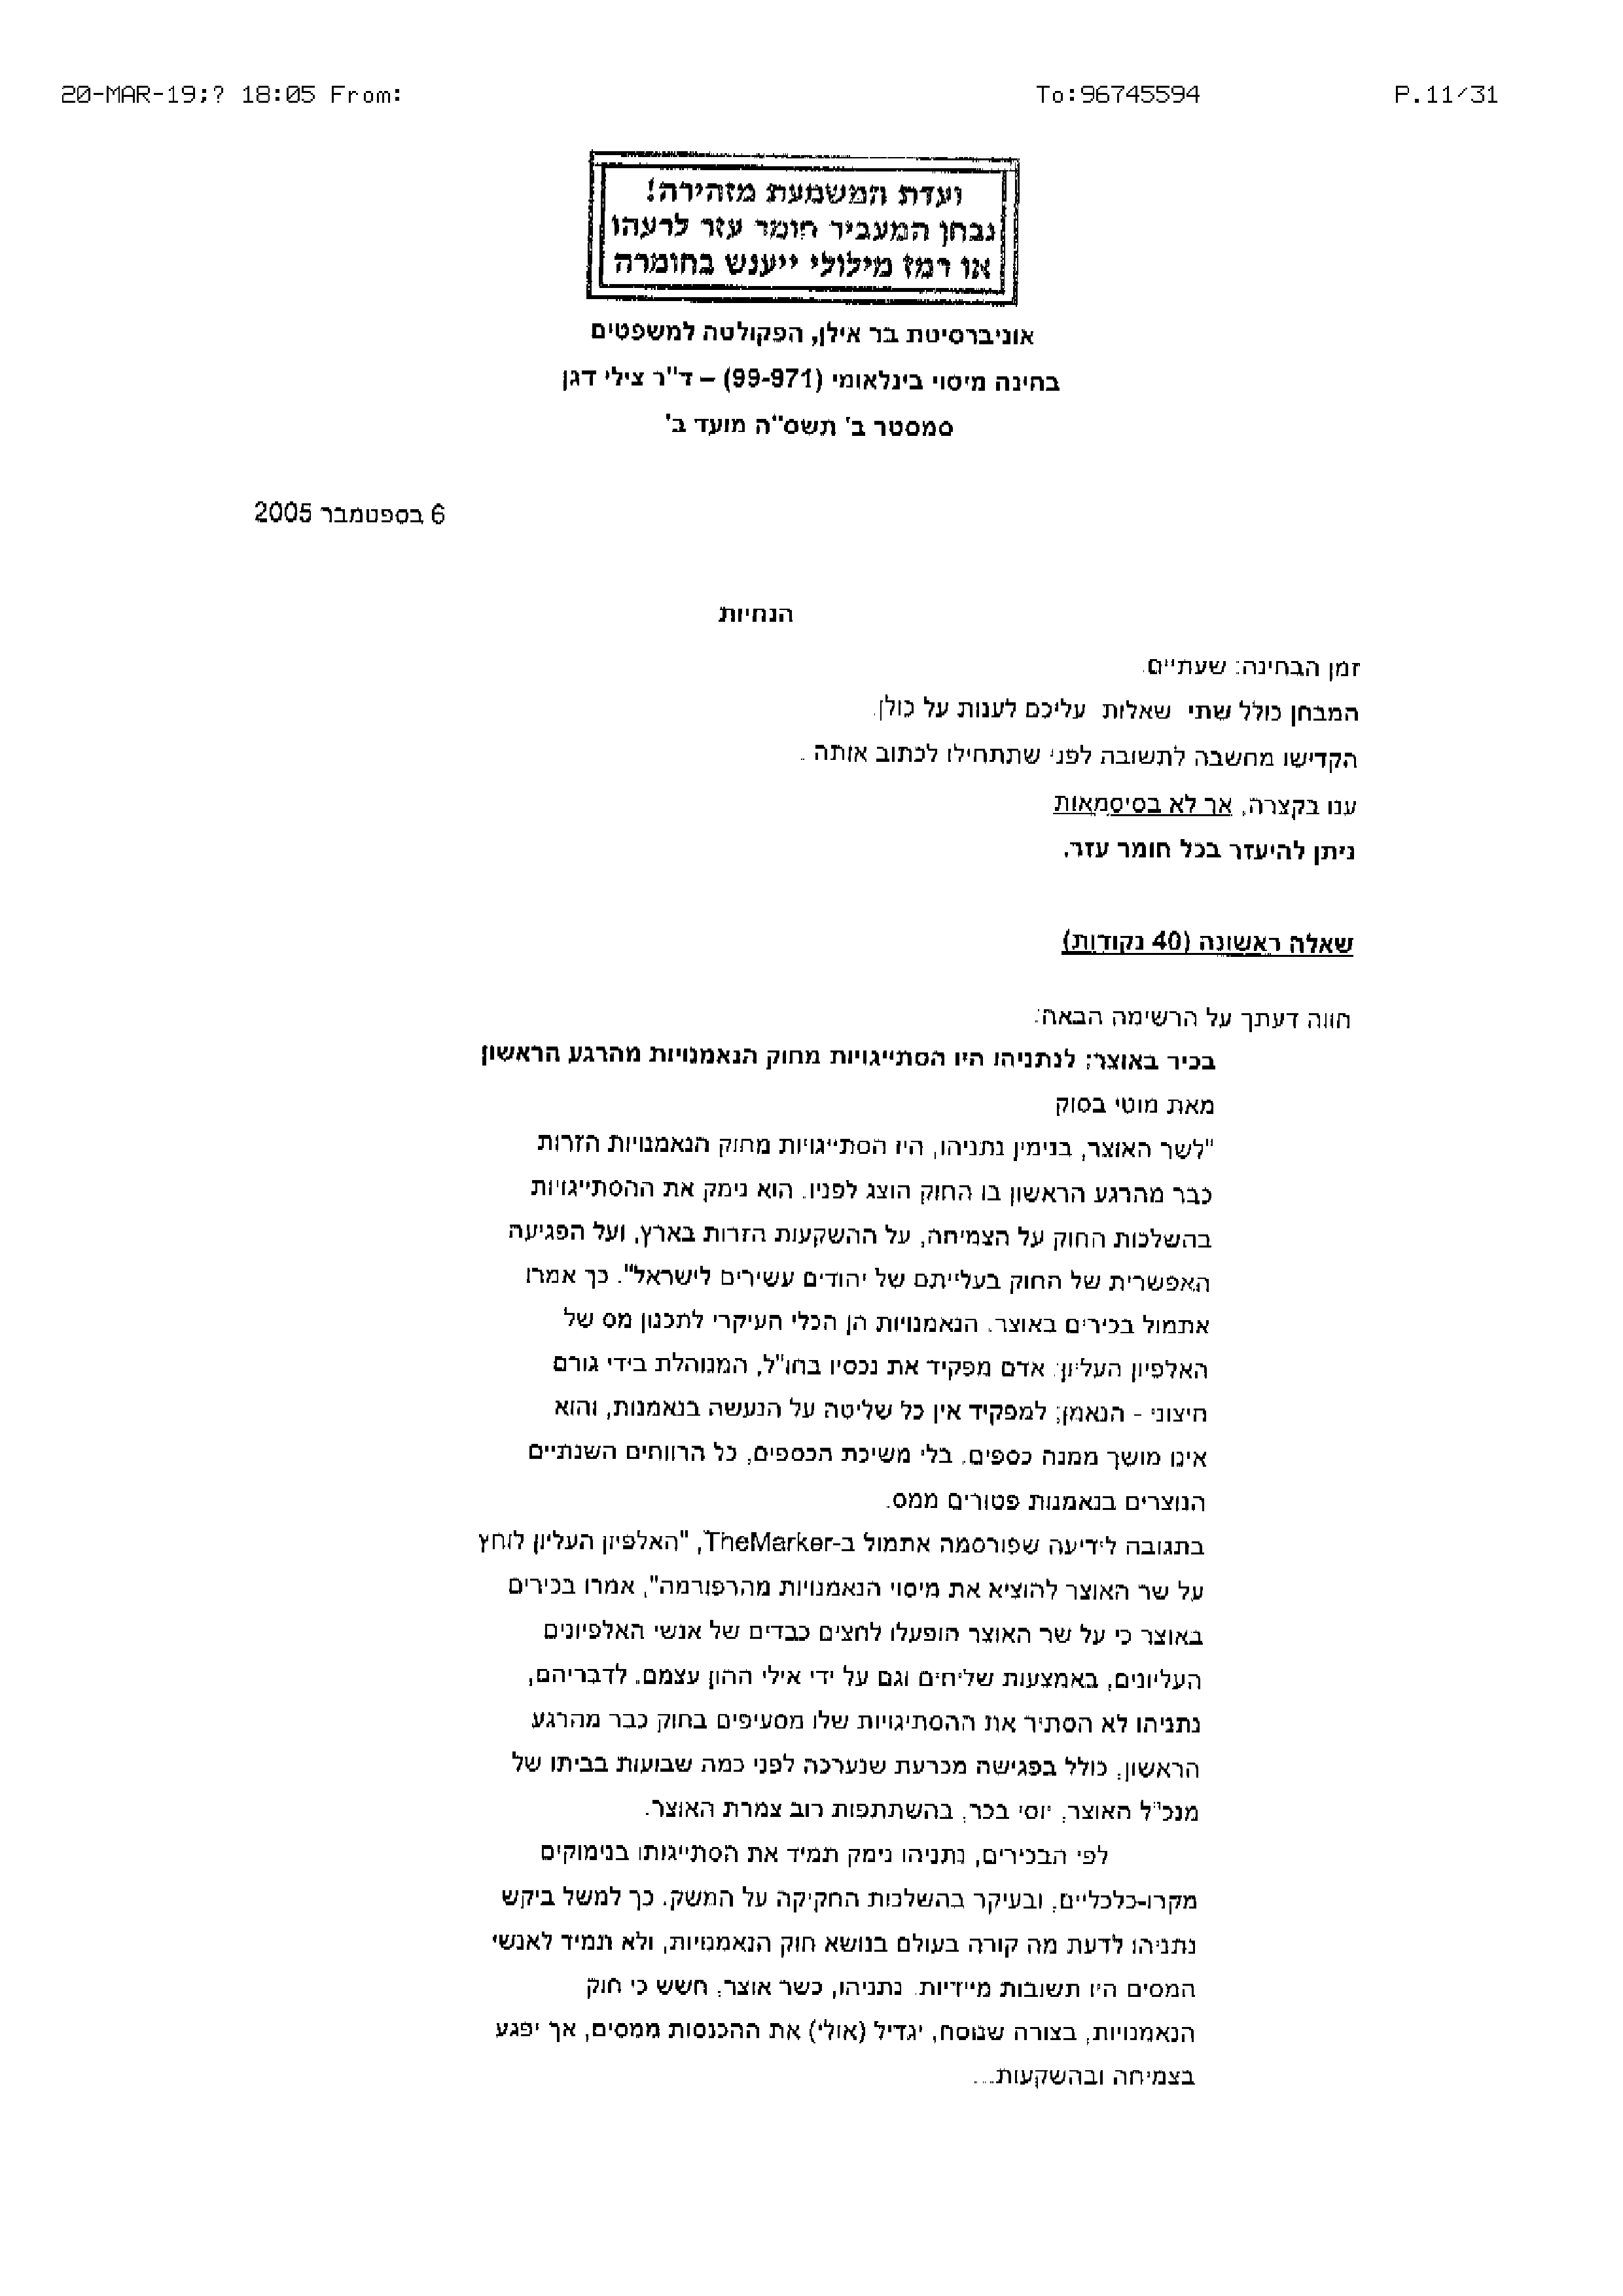 20-MAR-19;? 18:05 From: To:96745594 P.11/31
ועדת המשמעת מזהירה!
נבחן המעביר חומר עזר לרעהו
או רמז מילולי ייענש בחומרה
אוניברסיטת בר אילן, הפקולטה למשפטים
בחינה מיסוי בינלאומי (99-971) – ד"ר צילי דגן
סמסטר ב' תשס"ה מועד ב'
6 בספטמבר 2005
הנחיות
זמן הבחינה: שעתיים.
המבחן כולל שתי שאלות עליכם לענות על כולן.
הקדישו מחשבה לתשובה לפני שתתחילו לכתוב אותה.
ענו בקצרה, אך לא בסיסמאות
ניתן להיעזר בכל חומר עזר.
שאלה ראשונה (40 נקודות)
חווה דעתך על הרשימה הבאה:
בכיר באוצר: לנתניהו היו הסתייגויות מחוק הנאמנויות מהרגע הראשון
מאת מוטי בסוק
"לשר האוצר, בנימין נתניהו, היו הסתייגויות מחוק הנאמנויות הזרות
כבר מהרגע הראשון בו החוק הוצג לפניו. הוא נימק את ההסתייגויות
בהשלכות החוק על הצמיחה, על ההשקעות הזרות בארץ, ועל הפגיעה
האפשרית של החוק בעלייתם של יהודים עשירים לישראל". כך אמרו
אתמול בכירים באוצר. הנאמנויות הן הכלי העיקרי לתכנון מס של
האלפיון העליון: אדם מפקיד את נכסיו בחו"ל, המנוהלת בידי גורם
חיצוני - הנאמן; למפקיד אין כל שליטה על הנעשה בנאמנות, והוא
אינו מושך ממנה כספים. בלי משיכת הכספים, כל הרווחים השנתיים
הנוצרים בנאמנות פטורים ממס.
בתגובה לידיעה שפורסמה אתמול ב-TheMarker, "האלפיון העליון לוחץ
על שר האוצר להוציא את מיסוי הנאמנויות מהרפורמה", אמרו בכירים
באוצר כי על שר האוצר הופעלו לחצים כבדים של אנשי האלפיונים
העליונים, באמצעות שליחים וגם על ידי אילי ההון עצמם. לדבריהם,
נתניהו לא הסתיר את ההסתיגויות שלו מסעיפים בחוק כבר מהרגע
הראשון, כולל בפגישה מכרעת שנערכה לפני כמה שבועות בביתו של
מנכ"ל האוצר, יוסי בכר, בהשתתפות רוב צמרת האוצר.
לפי הבכירים, נתניהו נימק תמיד את הסתייגותו בנימוקים
מקרו-כלכליים, ובעיקר בהשלכות החקיקה על המשק. כך למשל ביקש
נתניהו לדעת מה קורה בעולם בנושא חוק הנאמנויות, ולא תמיד לאנשי
המסים היו תשובות מיידיות. נתניהו, כשר אוצר, חשש כי חוק
הנאמנויות, בצורה שנוסח, יגדיל (אולי) את ההכנסות ממסים, אך יפגע
בצמיחה ובהשקעות...